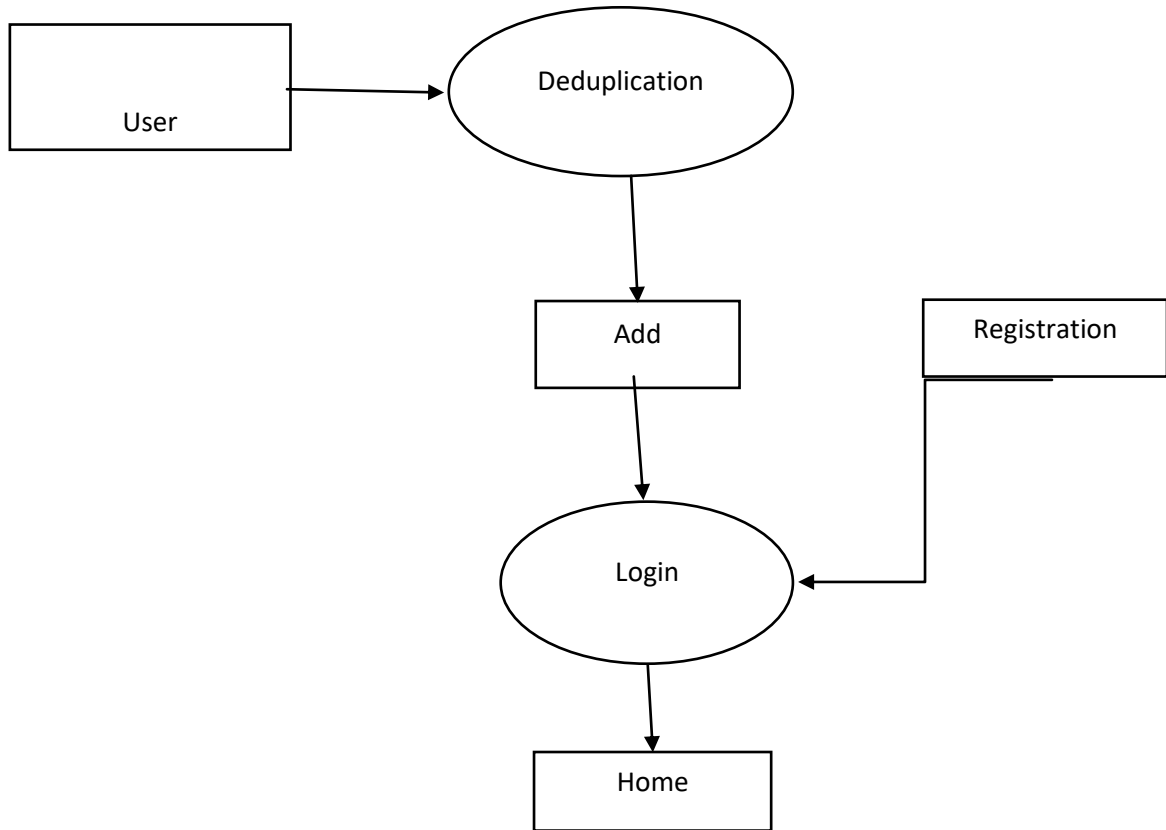 Deduplication
User
Add
Registration
Login
Home